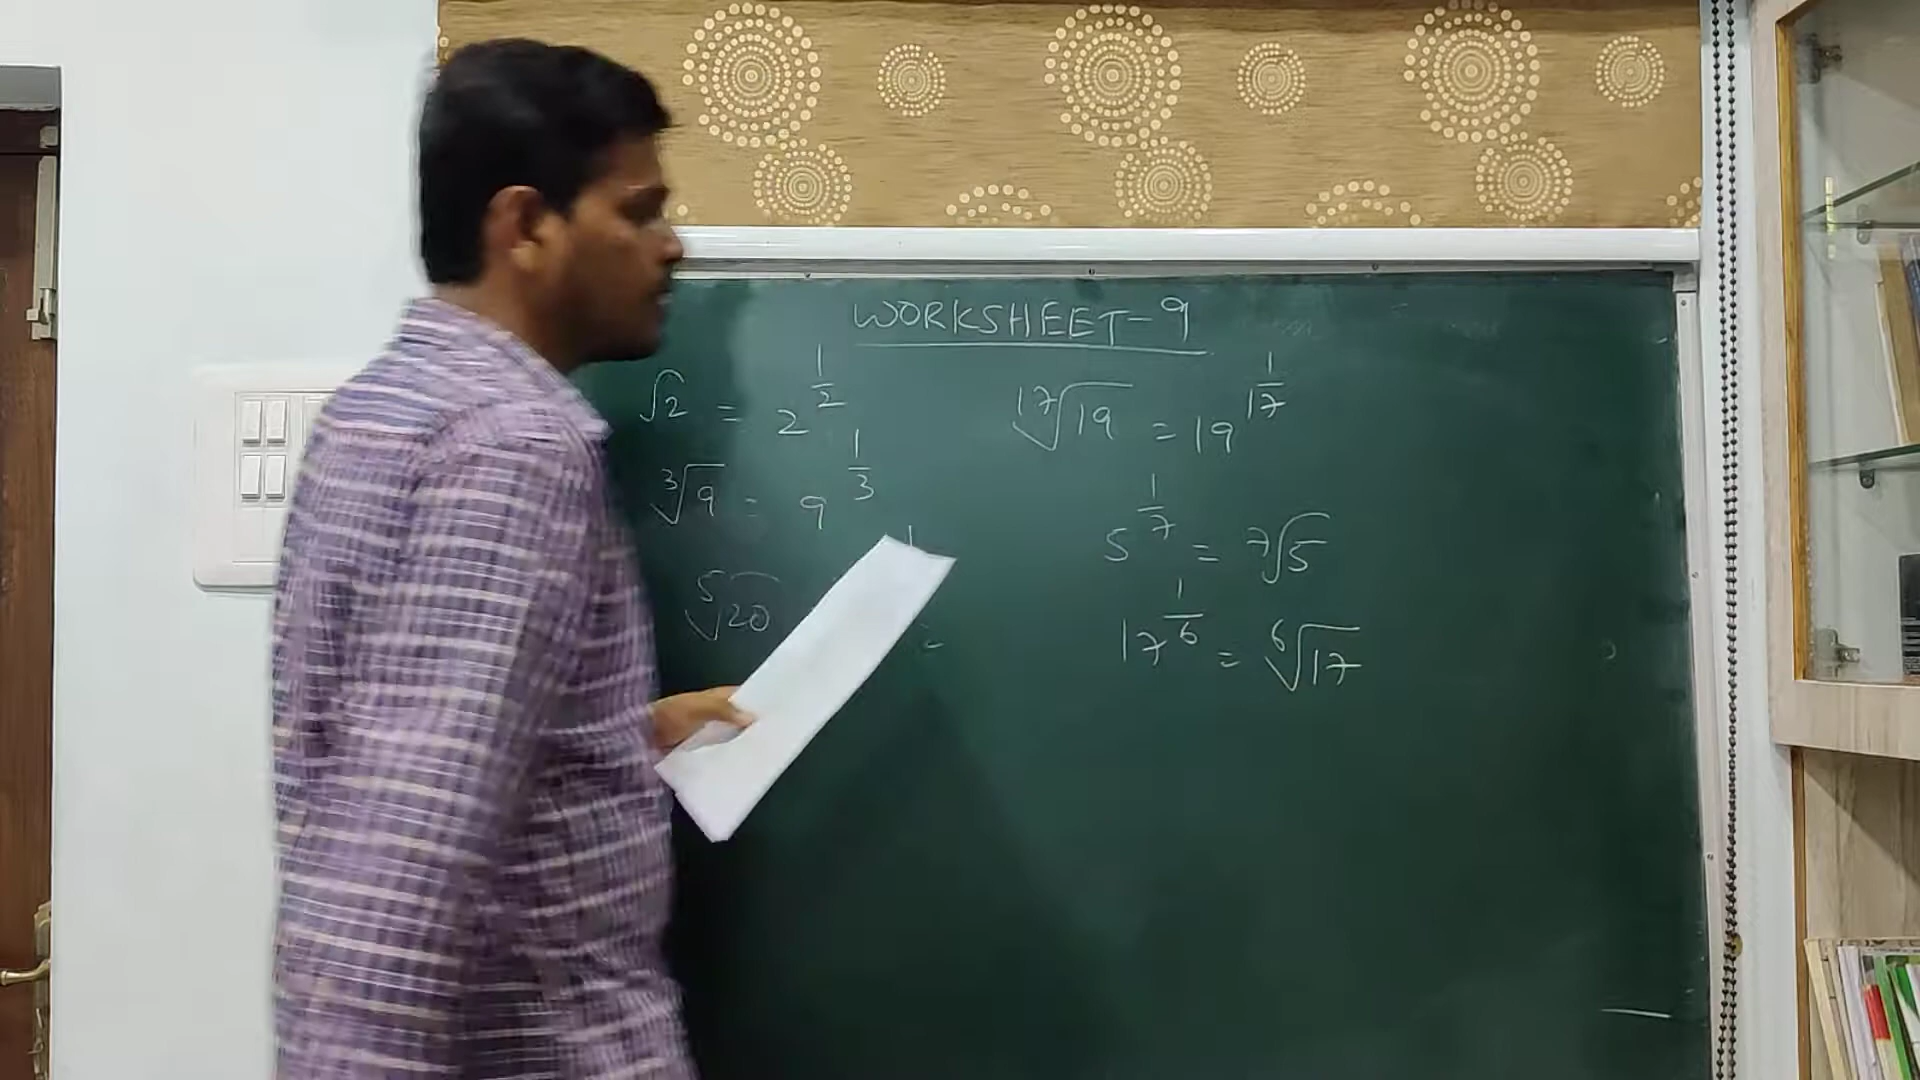 WORKSHEET-9
√2 = 2^(1/2)
∛9 = 9^(1/3)
⁵√20
=
¹⁷√19 = 19^(1/17)
5^(1/7) = ⁷√5
17^(1/6) = ⁶√17